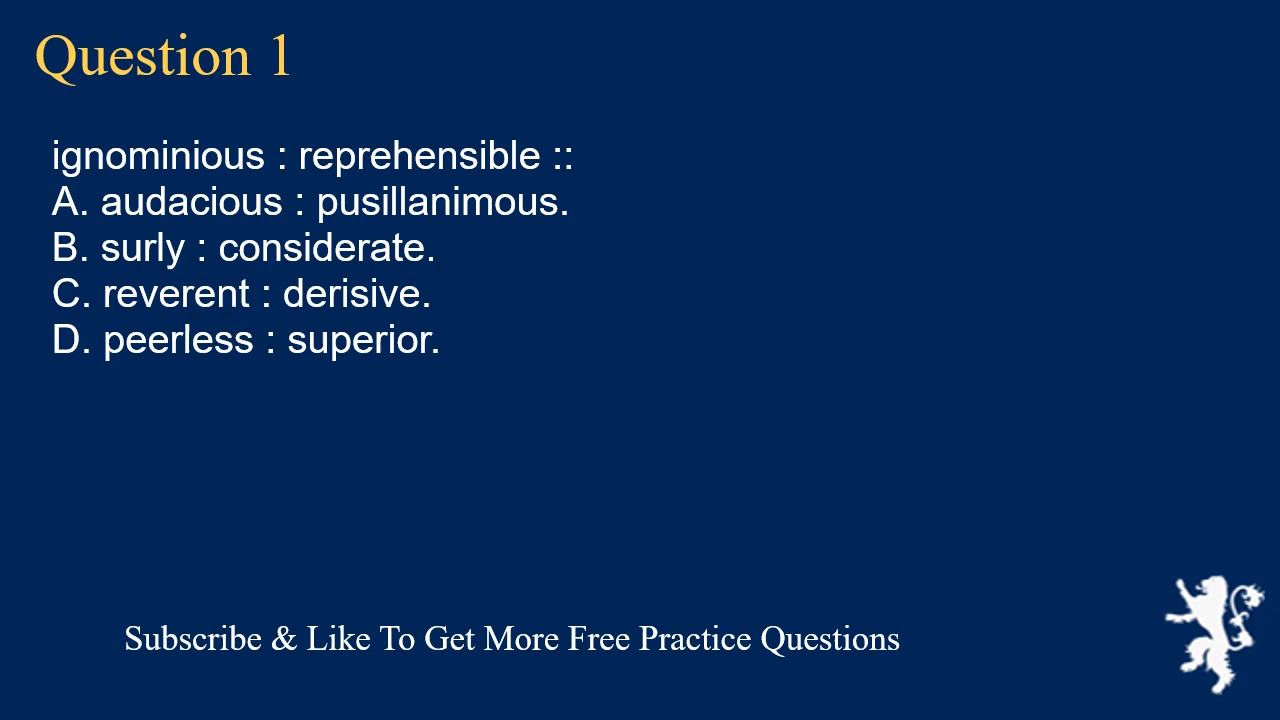 Question 1
ignominious : reprehensible ::
A. audacious : pusillanimous.
B. surly : considerate.
C. reverent : derisive.
D. peerless : superior.
Subscribe & Like To Get More Free Practice Questions